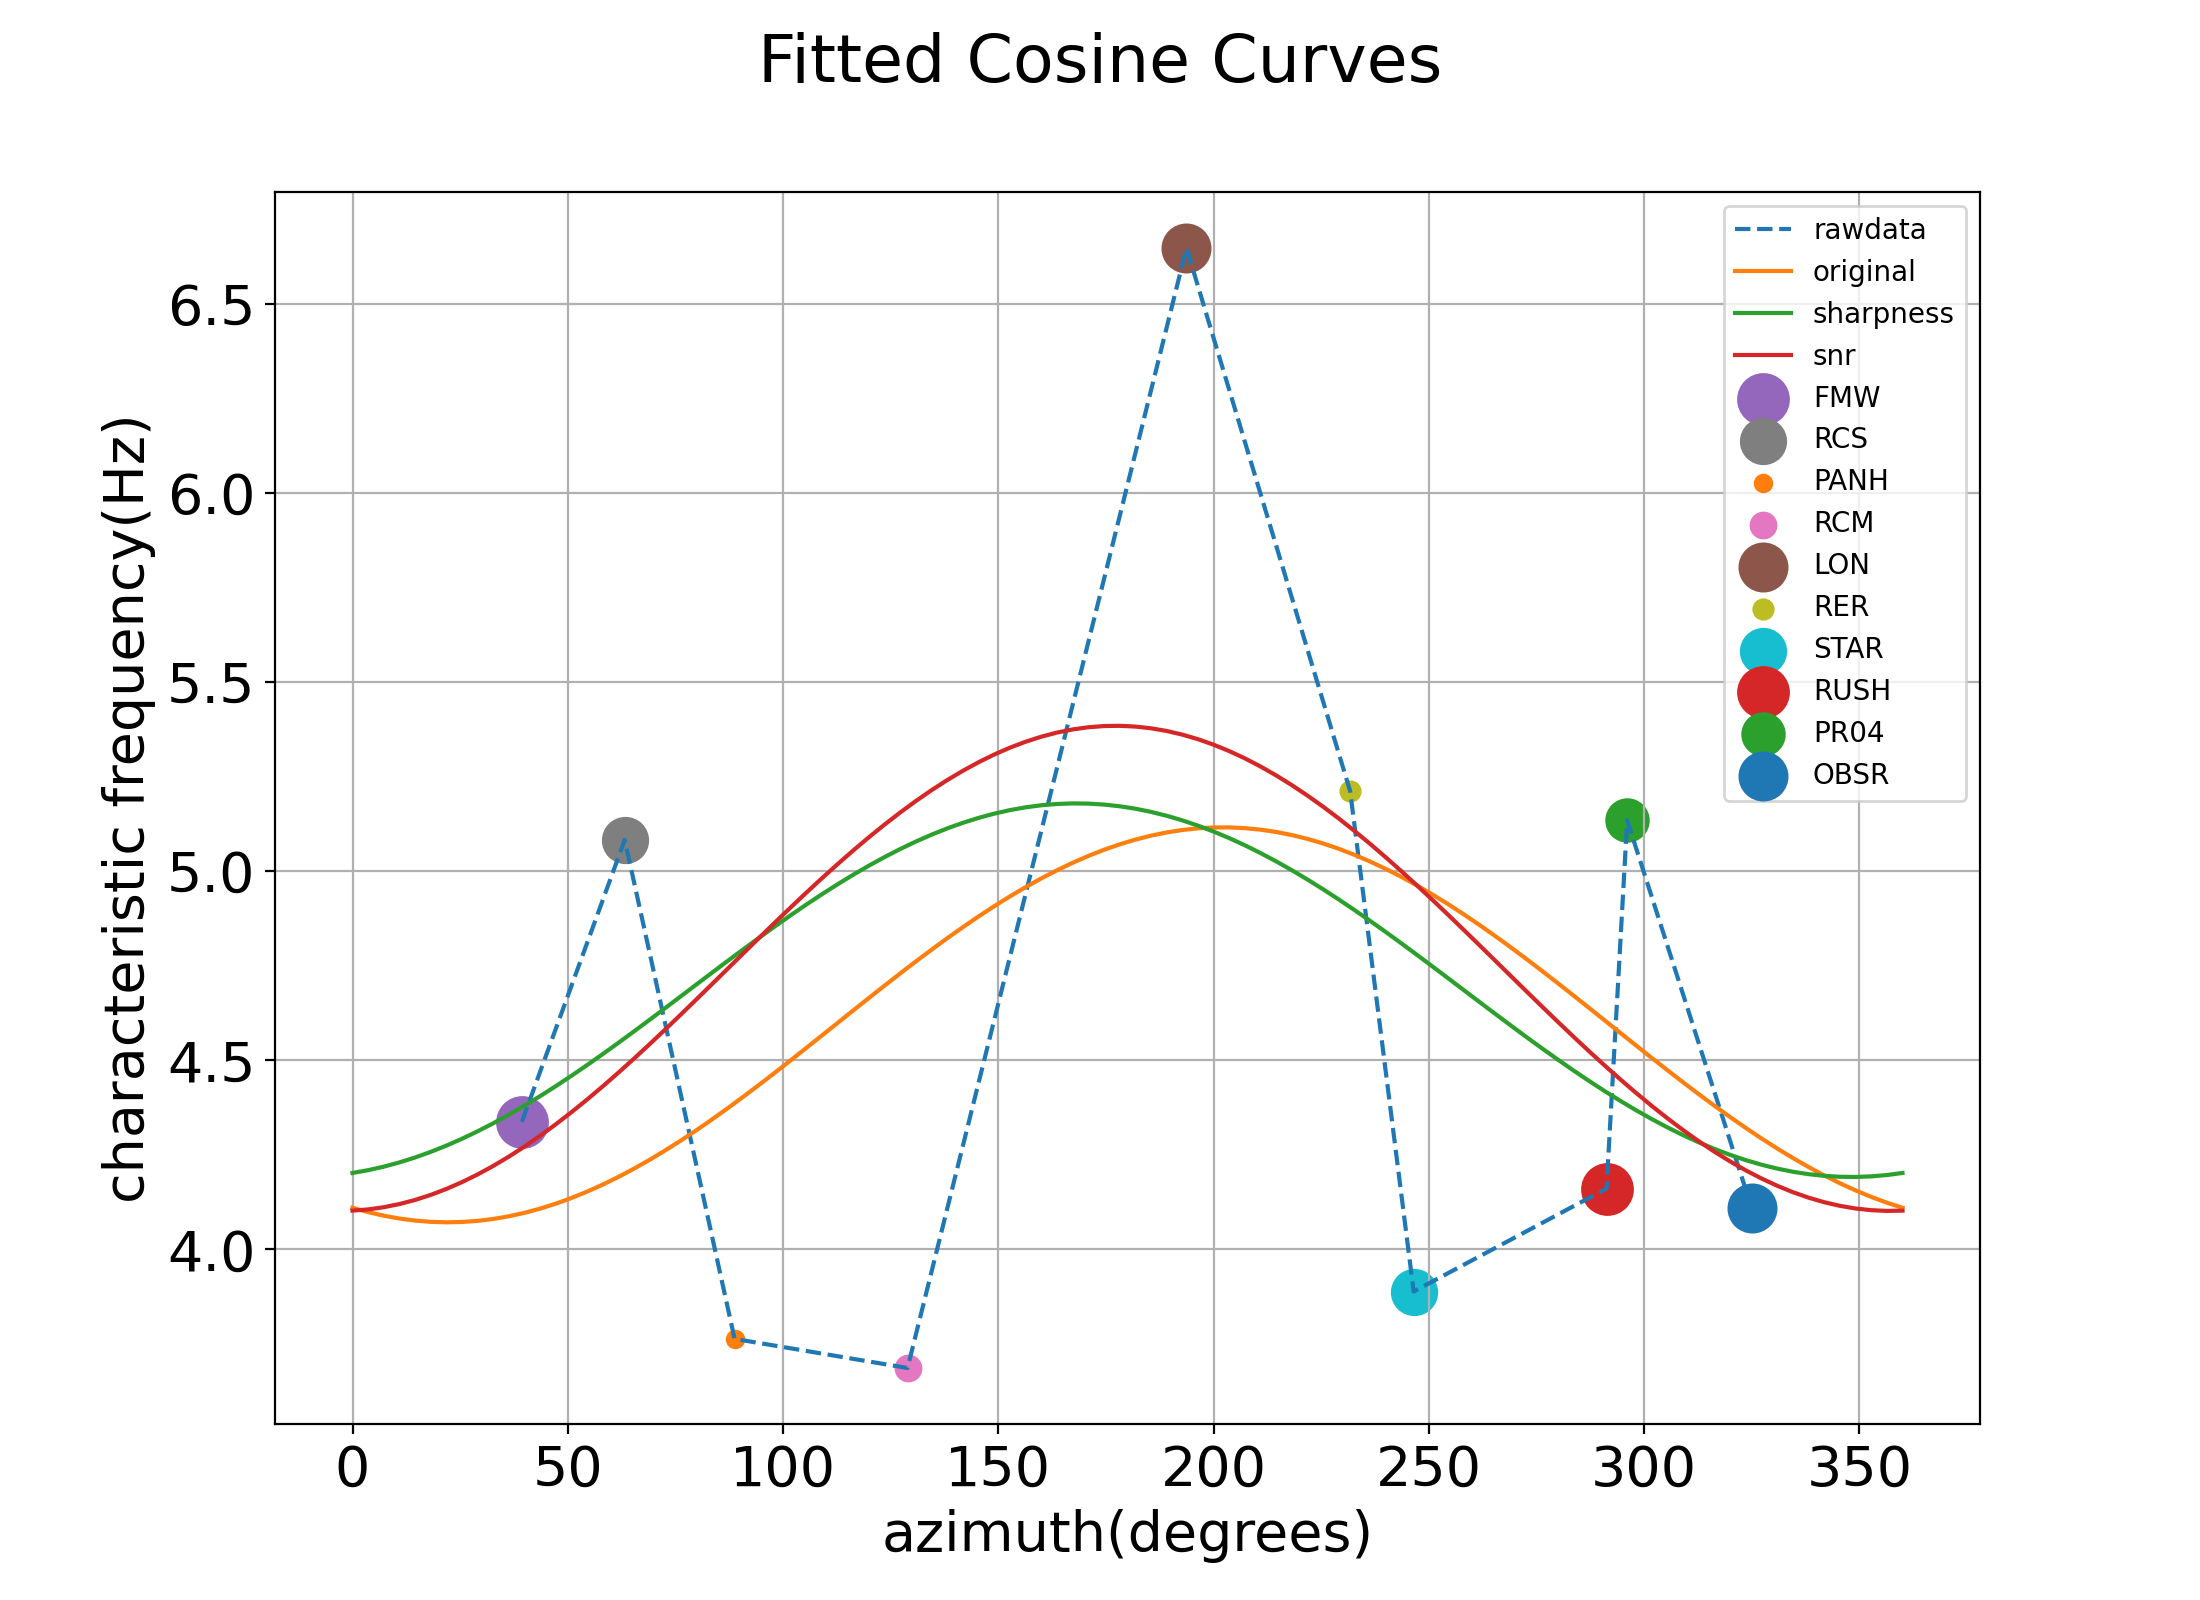 Fitted Cosine Curves
characteristic frequency(Hz)
6.5
6.0
5.5
5.0
4.5
4.0
rawdata
original
sharpness
snr
FMW
RCS
PANH
RCM
LON
RER
STAR
RUSH
PR04
OBSR
0 50 100 150 200 250 300 350
azimuth(degrees)